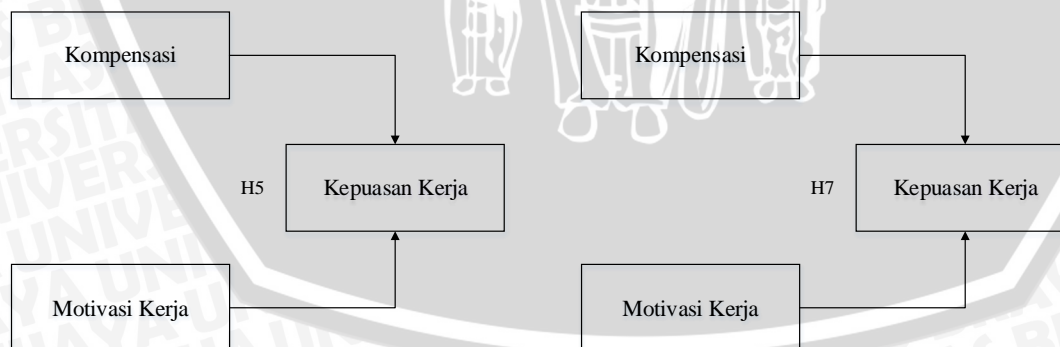 Kompensasi
H5
Kepuasan Kerja
Motivasi Kerja
Kompensasi
H7
Kepuasan Kerja
Motivasi Kerja